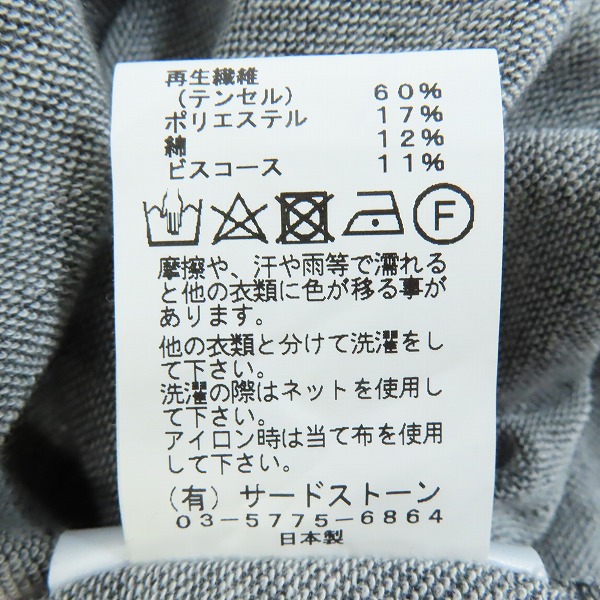 再生繊維
（テンセル） ６０％
ポリエステル １７％
綿 １２％
ビスコース １１％
F
摩擦や、汗や雨等で濡れる
と他の衣類に色が移る事が
あります。
他の衣類と分けて洗濯をし
て下さい。
洗濯の際はネットを使用し
て下さい。
アイロン時は当て布を使用
して下さい。
（有）サードストーン
０３－５７７５－６８６４
日本製